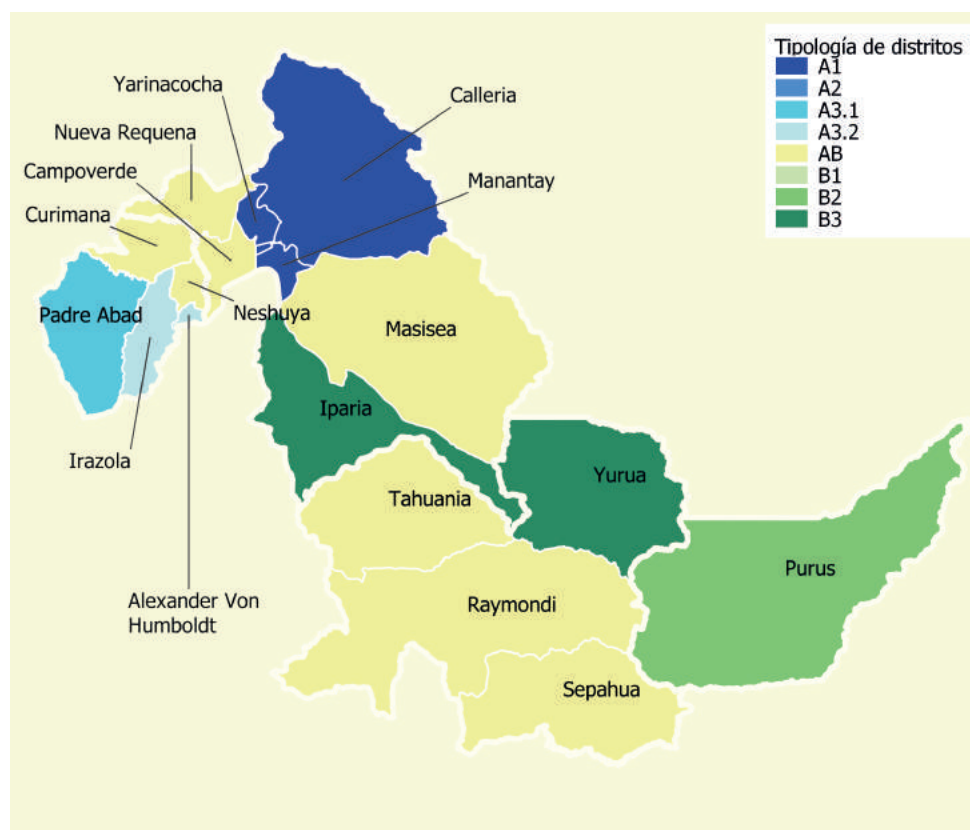 Tipología de distritos
A1
A2
A3.1
A3.2
AB
B1
B2
B3
Yarinacocha
Calleria
Nueva Requena
Campoverde
Manantay
Curimana
Padre Abad
Neshuya
Masisea
Iparia
Irazola
Yurua
Tahuania
Purus
Alexander Von
Humboldt
Raymondi
Sepahua